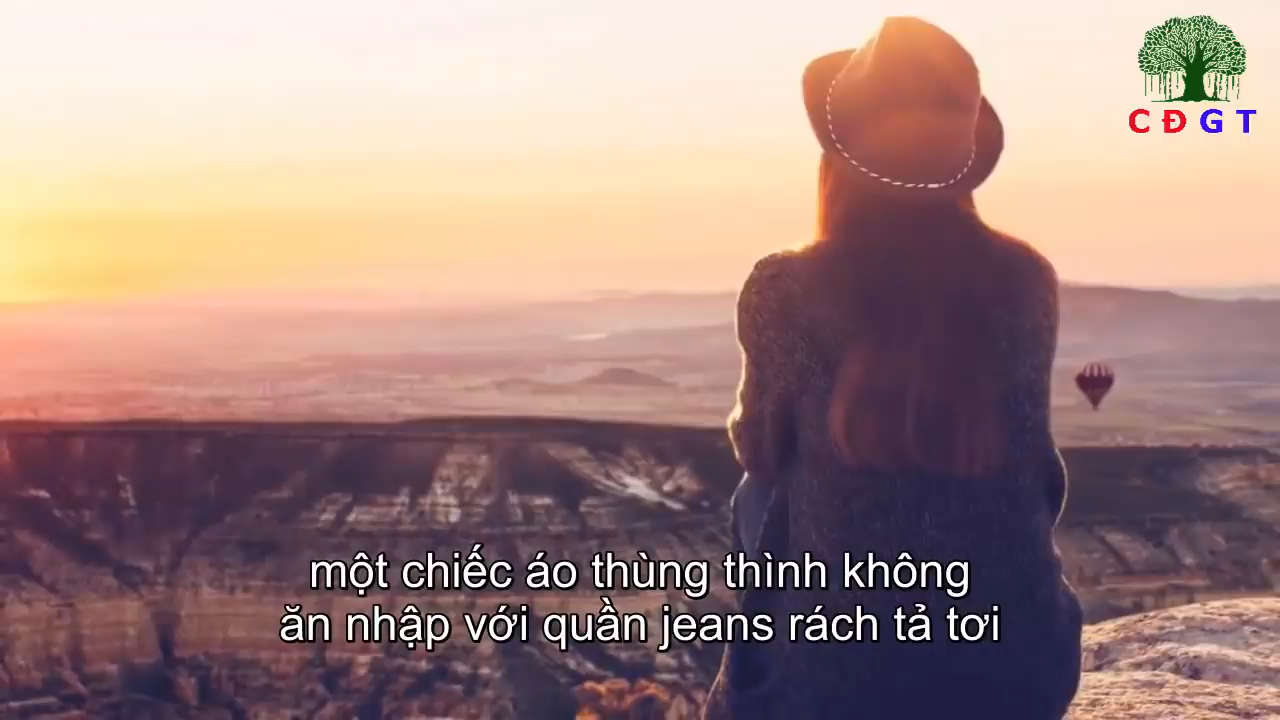 C Đ G T
một chiếc áo thùng thình không
ăn nhập với quần jeans rách tả tơi